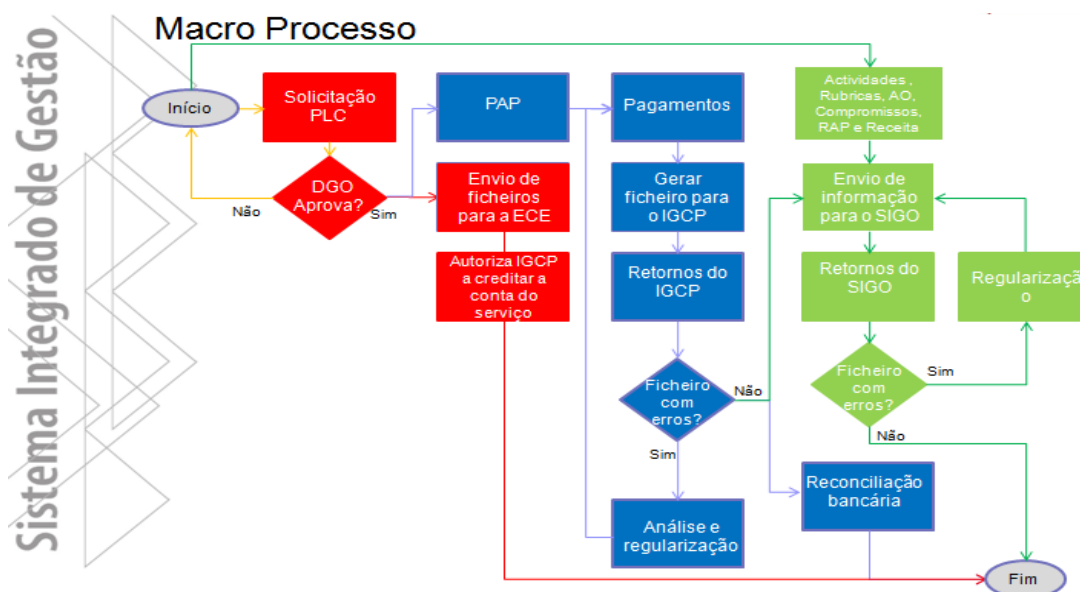 Sistema Integrado de Gestão
Macro Processo
Início
Solicitação
PLC
DGO
Aprova?
Não
Sim
Envio de
ficheiros
para a ECE
Autoriza IGCP
a creditar a
conta do
serviço
PAP
Pagamentos
Gerar
ficheiro para
o IGCP
Retornos do
IGCP
Ficheiro
com
erros?
Não
Sim
Análise e
regularização
Reconciliação
bancária
Actividades ,
Rubricas, AO,
Compromissos,
RAP e Receita
Envio de
informação
para o SIGO
Retornos do
SIGO
Regularizaçã
o
Ficheiro
com
erros?
Sim
Não
Fim